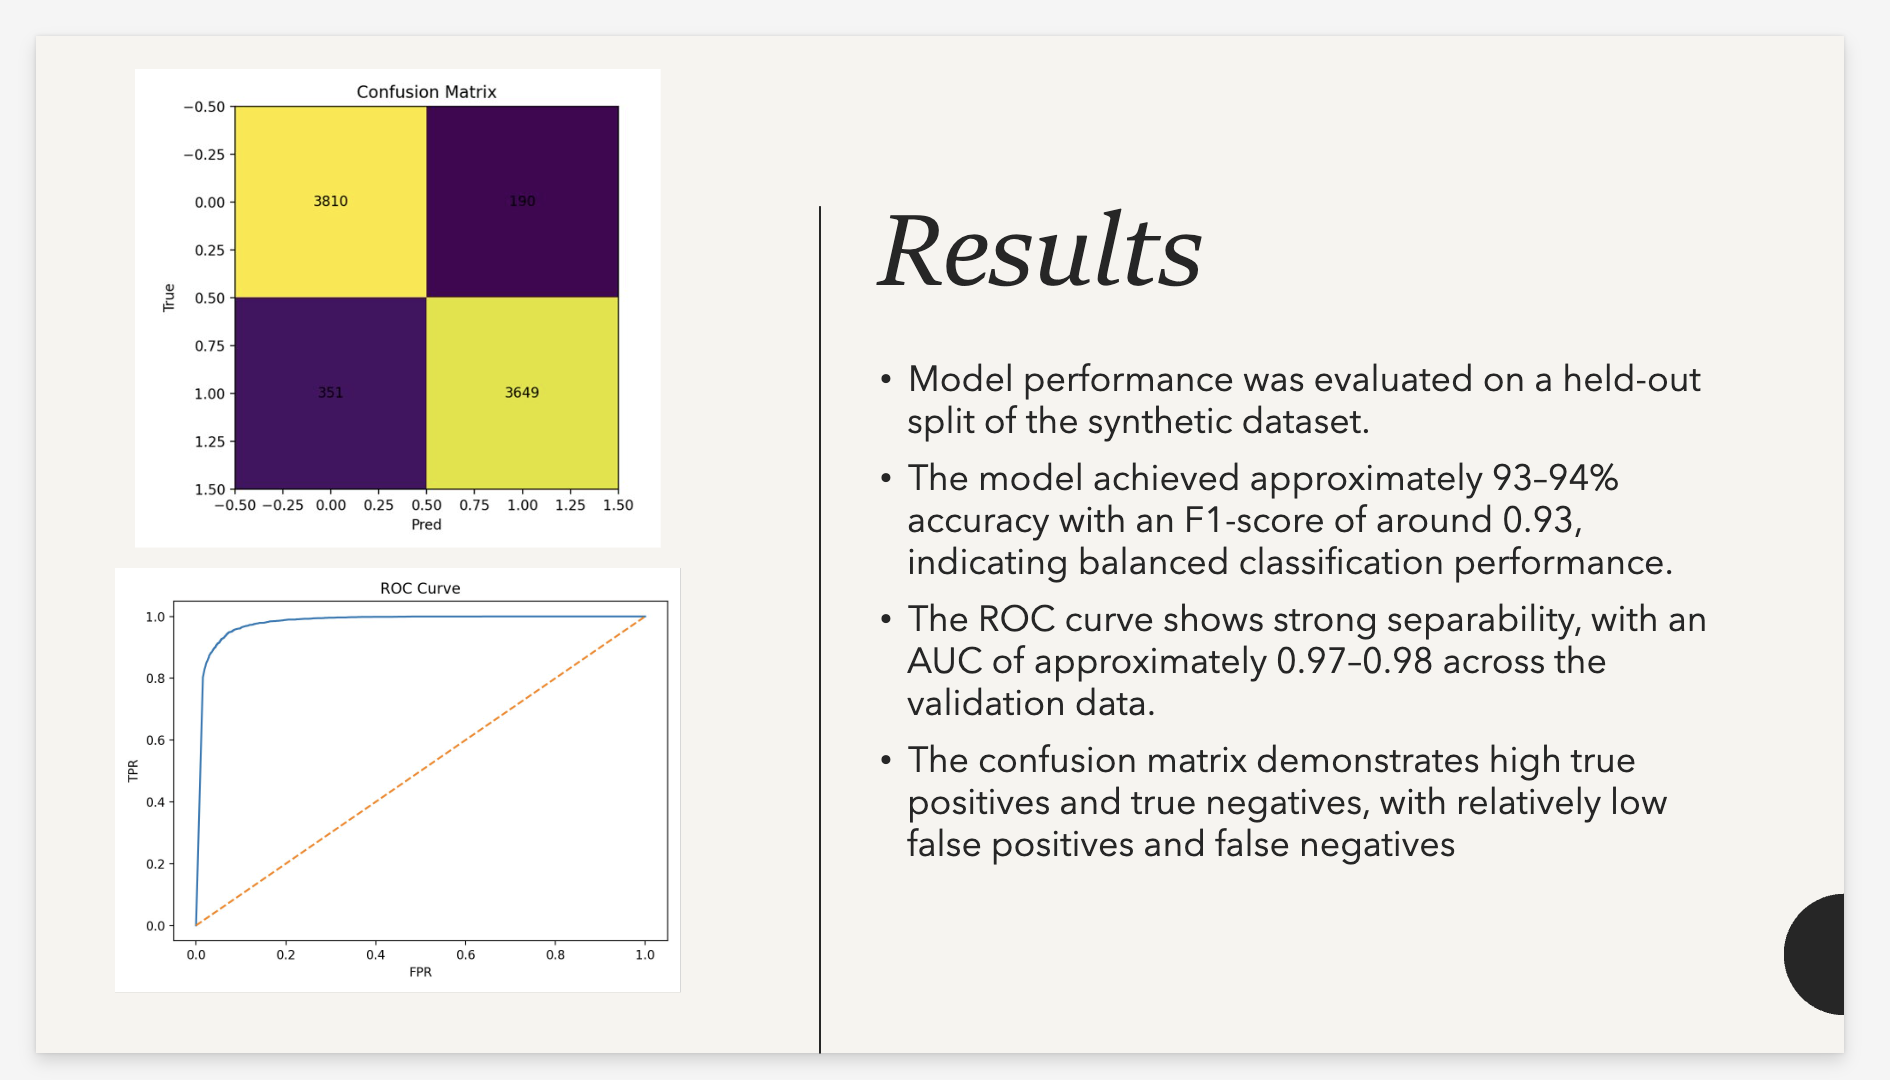 Confusion Matrix
−0.50
−0.25
0.00
0.25
0.50
0.75
1.00
1.25
1.50
True
3810 190
351 3649
−0.50 −0.25 0.00 0.25 0.50 0.75 1.00 1.25 1.50
Pred
ROC Curve
1.0
0.8
0.6
0.4
0.2
0.0
TPR
0.0 0.2 0.4 0.6 0.8 1.0
FPR
Results
• Model performance was evaluated on a held-out
split of the synthetic dataset.
• The model achieved approximately 93–94%
accuracy with an F1-score of around 0.93,
indicating balanced classification performance.
• The ROC curve shows strong separability, with an
AUC of approximately 0.97–0.98 across the
validation data.
• The confusion matrix demonstrates high true
positives and true negatives, with relatively low
false positives and false negatives